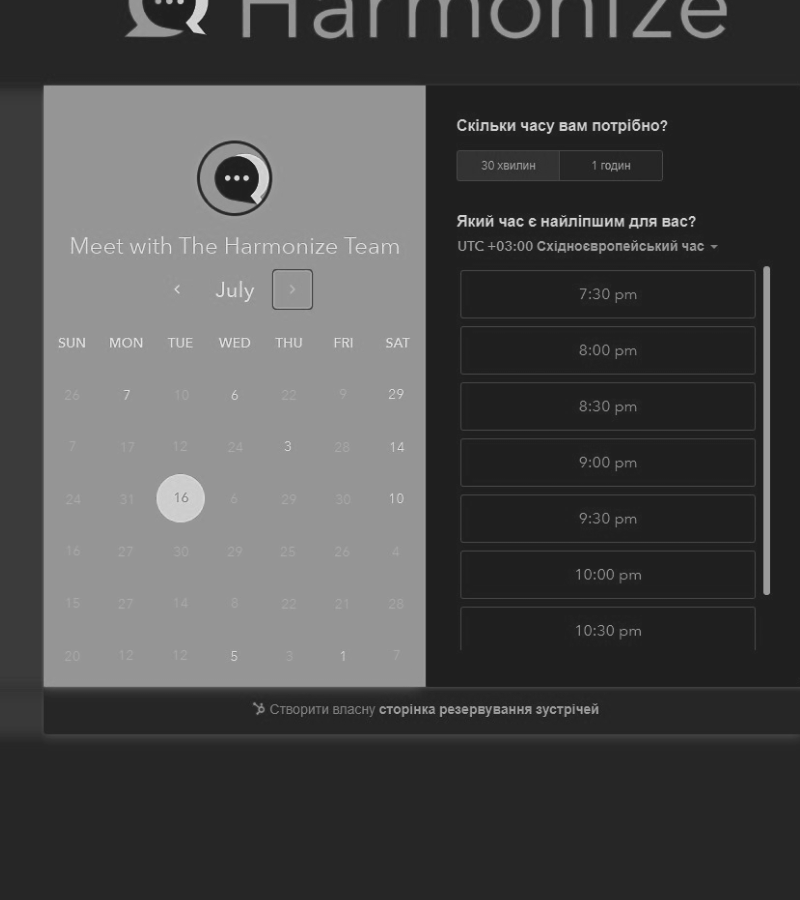 Harmonize
Meet with The Harmonize Team
July
SUN MON TUE WED THU FRI SAT
26 7 10 6 22 9 29
7 17 12 24 3 28 14
24 31 16 6 29 30 10
16 27 30 29 25 26 4
15 27 14 8 22 21 28
20 12 12 5 3 1 7
Скільки часу вам потрібно?
30 хвилин 1 годин
Який час є найліпшим для вас?
UTC +03:00 Східноєвропейський час
7:30 pm
8:00 pm
8:30 pm
9:00 pm
9:30 pm
10:00 pm
10:30 pm
Створити власну сторінка резервування зустрічей